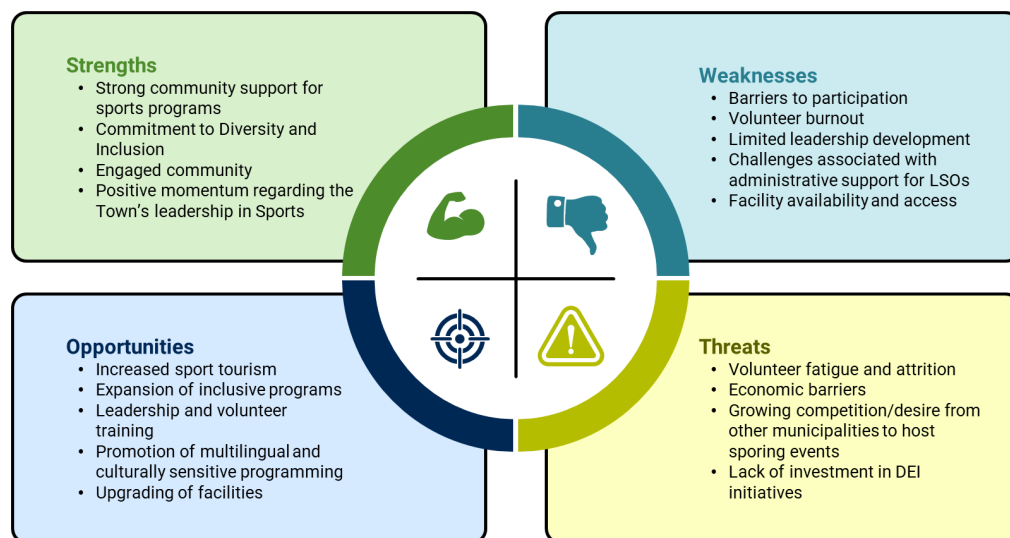 Strengths
• Strong community support for
sports programs
• Commitment to Diversity and
Inclusion
• Engaged community
• Positive momentum regarding the
Town's leadership in Sports
Weaknesses
• Barriers to participation
• Volunteer burnout
• Limited leadership development
• Challenges associated with
administrative support for LSOs
• Facility availability and access
Opportunities
• Increased sport tourism
• Expansion of inclusive programs
• Leadership and volunteer
training
• Promotion of multilingual and
culturally sensitive programming
• Upgrading of facilities
Threats
• Volunteer fatigue and attrition
• Economic barriers
• Growing competition/desire from
other municipalities to host
sporing events
• Lack of investment in DEI
initiatives